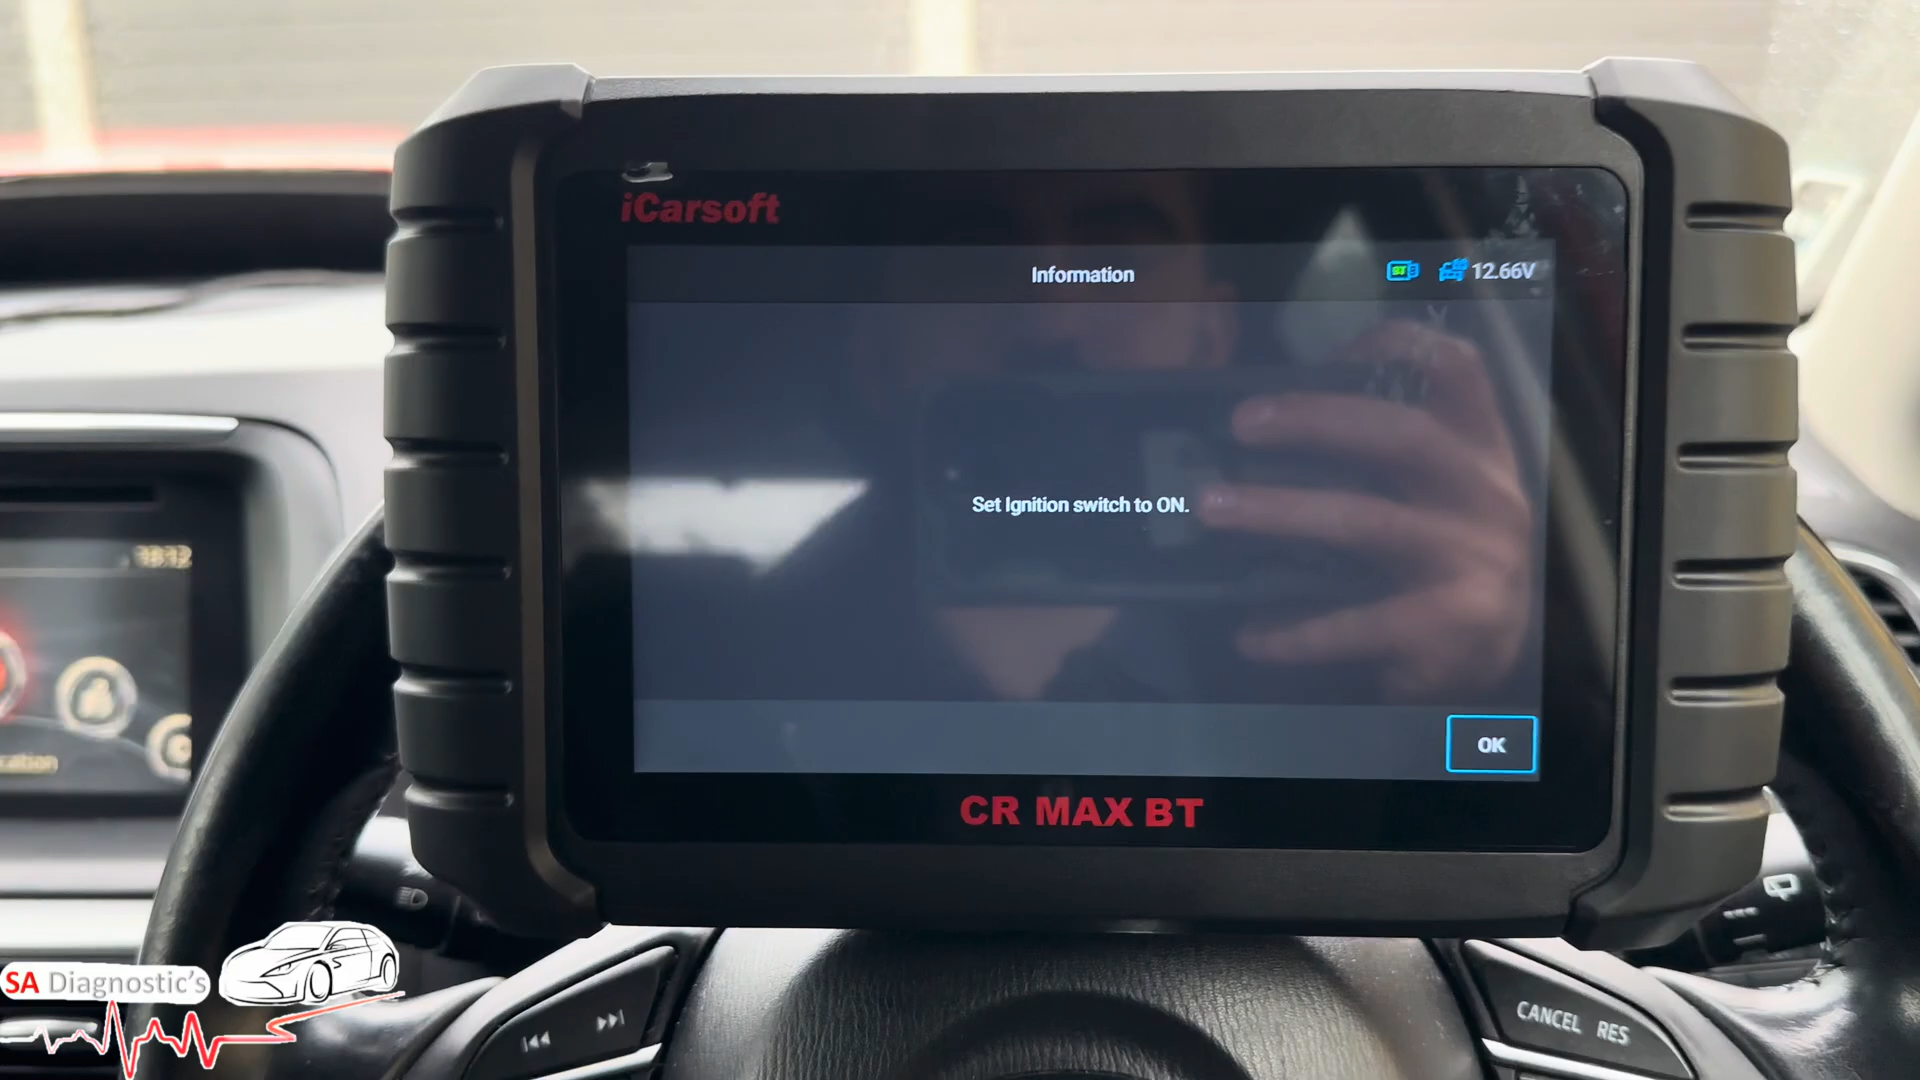 iCarsoft
Information
12.66V
Set Ignition switch to ON.
OK
CR MAX BT
SA Diagnostic's
CANCEL RES